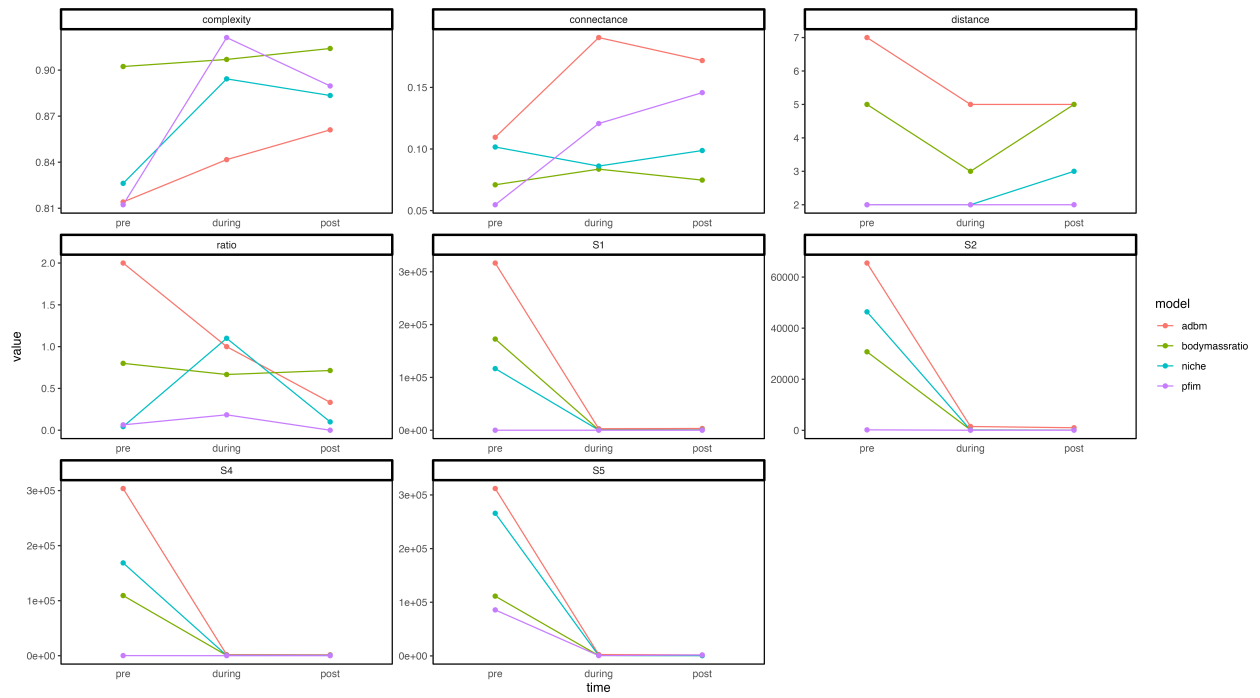 complexity
connectance
distance
0.90
0.87
0.84
0.81
pre
during
post
0.15
0.10
0.05
pre
during
post
7
6
5
4
3
2
pre
during
post
ratio
S1
S2
2.0
1.5
1.0
0.5
0.0
pre
during
post
3e+05
2e+05
1e+05
0e+00
pre
during
post
60000
40000
20000
0
pre
during
post
S4
S5
3e+05
2e+05
1e+05
0e+00
pre
during
post
3e+05
2e+05
1e+05
0e+00
pre
during
post
value
time
model
adbm
bodymassratio
niche
pfim